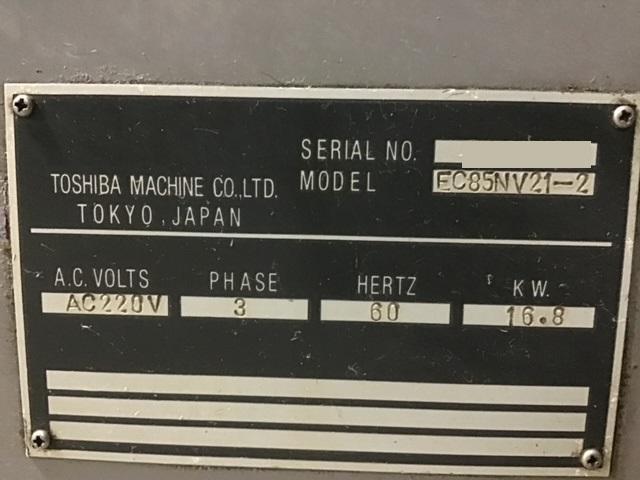 SERIAL NO.
TOSHIBA MACHINE CO.,LTD.
MODEL EC85NV21-2
TOKYO, JAPAN
A.C. VOLTS PHASE HERTZ KW.
AC220V 3 60 16.8